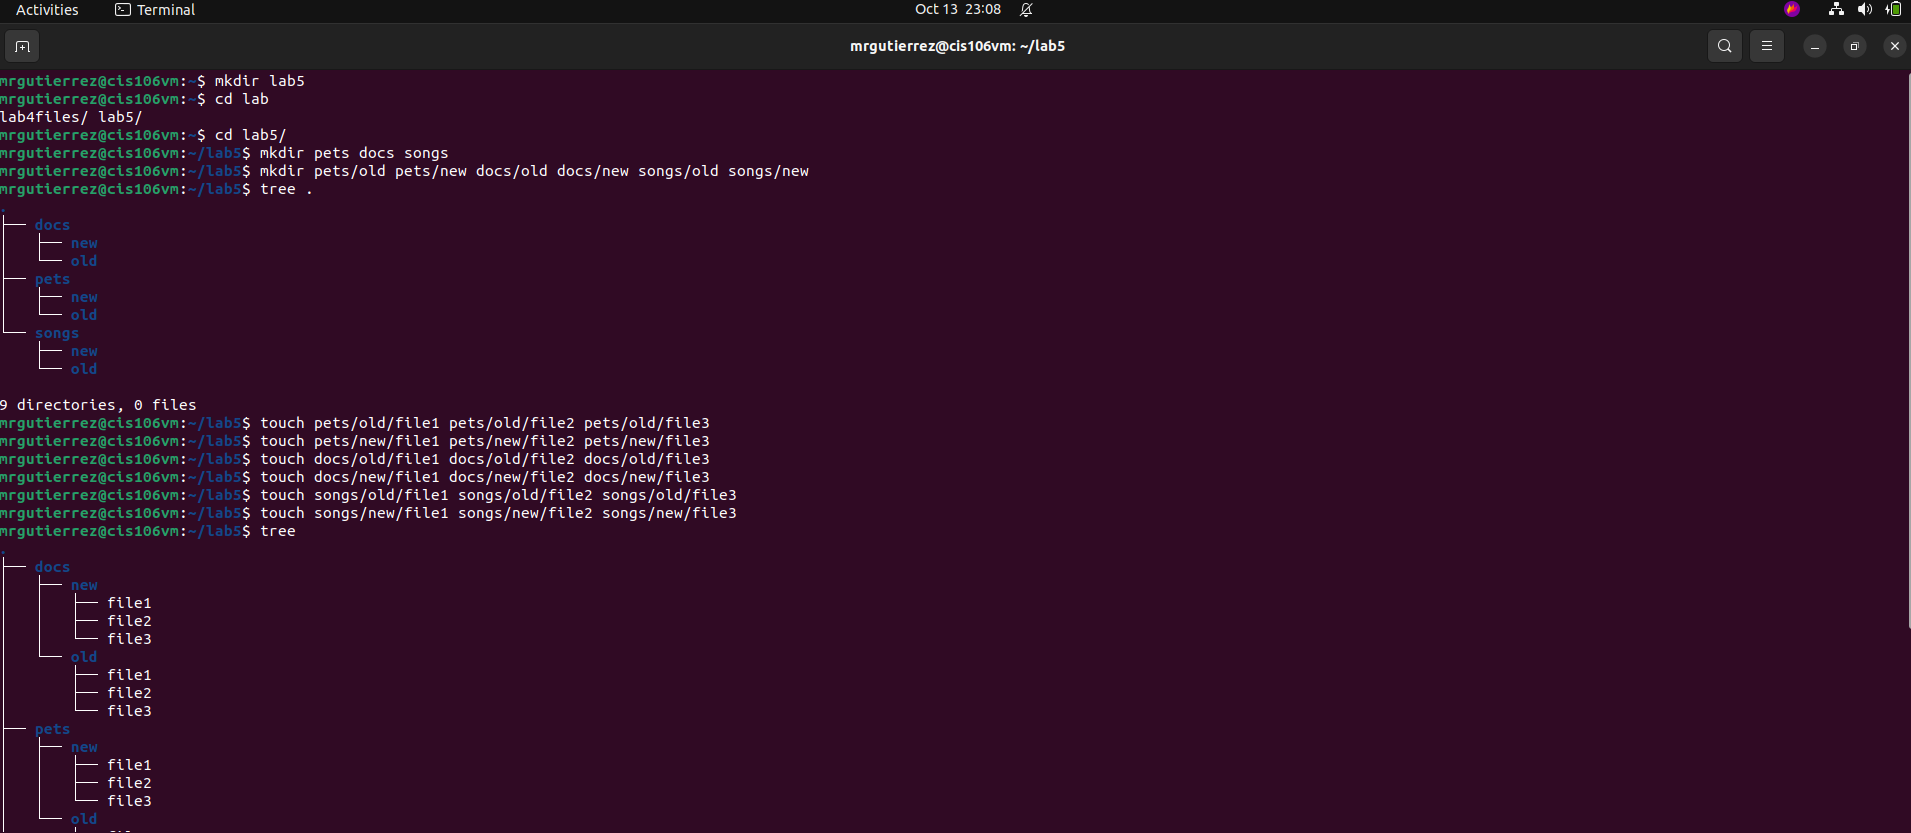 Activities Terminal Oct 13 23:08
mrgutierrez@cis106vm: ~/lab5
mrgutierrez@cis106vm:~$ mkdir lab5
mrgutierrez@cis106vm:~$ cd lab
lab4files/ lab5/
mrgutierrez@cis106vm:~$ cd lab5/
mrgutierrez@cis106vm:~/lab5$ mkdir pets docs songs
mrgutierrez@cis106vm:~/lab5$ mkdir pets/old pets/new docs/old docs/new songs/old songs/new
mrgutierrez@cis106vm:~/lab5$ tree .
.
├── docs
│   ├── new
│   └── old
├── pets
│   ├── new
│   └── old
└── songs
    ├── new
    └── old
9 directories, 0 files
mrgutierrez@cis106vm:~/lab5$ touch pets/old/file1 pets/old/file2 pets/old/file3
mrgutierrez@cis106vm:~/lab5$ touch pets/new/file1 pets/new/file2 pets/new/file3
mrgutierrez@cis106vm:~/lab5$ touch docs/old/file1 docs/old/file2 docs/old/file3
mrgutierrez@cis106vm:~/lab5$ touch docs/new/file1 docs/new/file2 docs/new/file3
mrgutierrez@cis106vm:~/lab5$ touch songs/old/file1 songs/old/file2 songs/old/file3
mrgutierrez@cis106vm:~/lab5$ touch songs/new/file1 songs/new/file2 songs/new/file3
mrgutierrez@cis106vm:~/lab5$ tree
.
├── docs
│   ├── new
│   │   ├── file1
│   │   ├── file2
│   │   └── file3
│   └── old
│       ├── file1
│       ├── file2
│       └── file3
├── pets
│   ├── new
│   │   ├── file1
│   │   ├── file2
│   │   └── file3
│   └── old